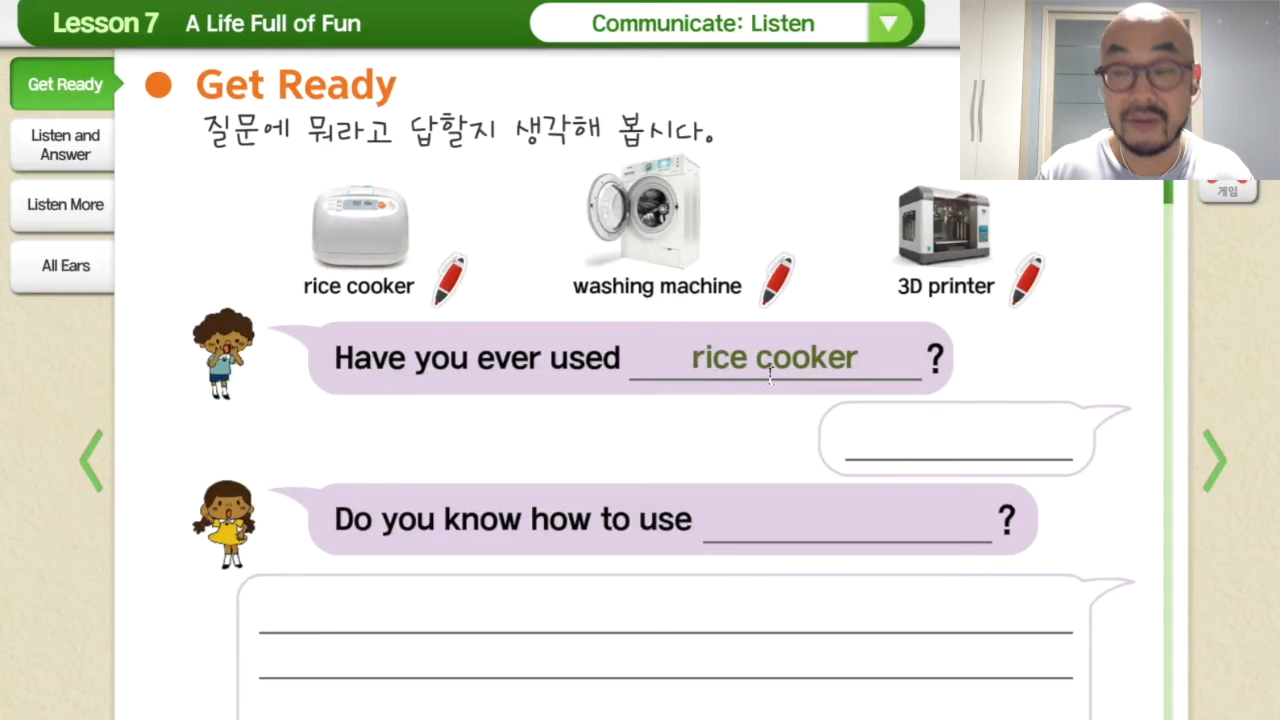 Lesson 7 A Life Full of Fun
Communicate: Listen
Get Ready
Listen and
Answer
Listen More
All Ears
Get Ready
질문에 뭐라고 답할지 생각해 봅시다.
게임
rice cooker
washing machine
3D printer
Have you ever used rice cooker ?
Do you know how to use ?